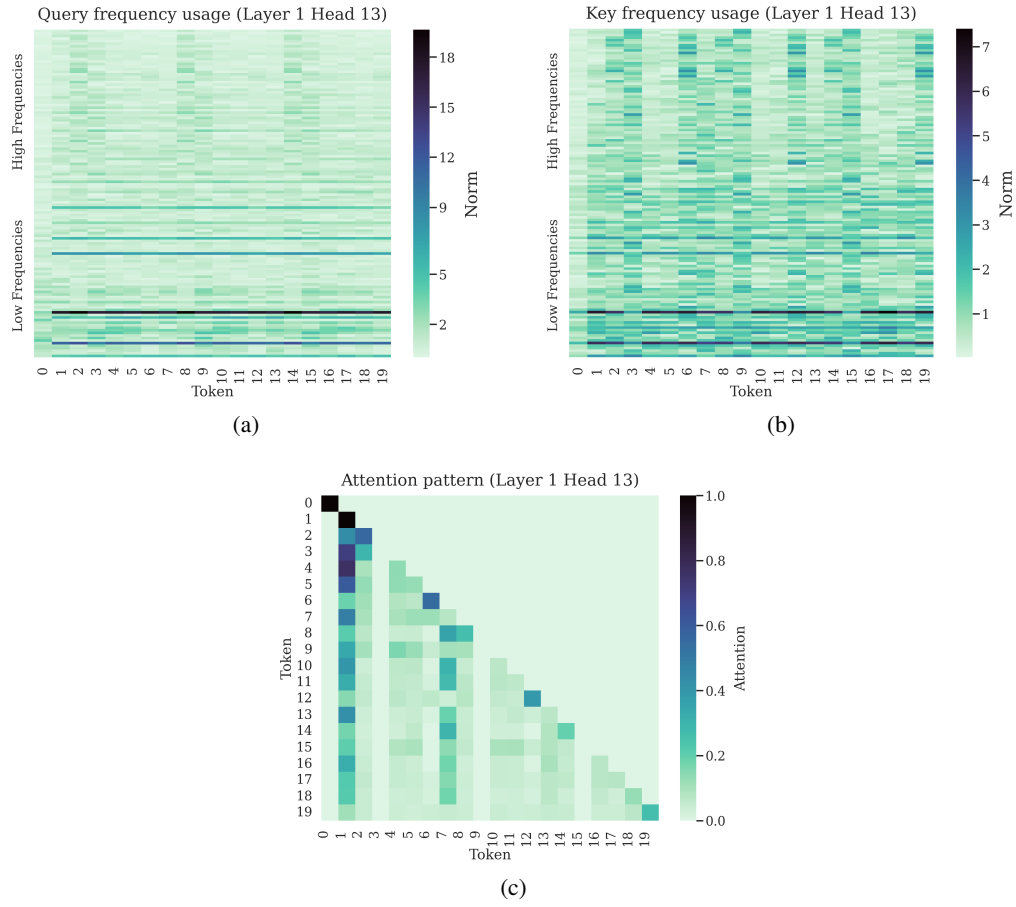 Query frequency usage (Layer 1 Head 13)
High Frequencies
Low Frequencies
0 1 2 3 4 5 6 7 8 9 10 11 12 13 14 15 16 17 18 19
Token
18
15
12
9
5
2
Norm
(a)
Key frequency usage (Layer 1 Head 13)
High Frequencies
Low Frequencies
0 1 2 3 4 5 6 7 8 9 10 11 12 13 14 15 16 17 18 19
Token
7
6
5
4
3
2
1
Norm
(b)
Attention pattern (Layer 1 Head 13)
Token
0
1
2
3
4
5
6
7
8
9
10
11
12
13
14
15
16
17
18
19
0 1 2 3 4 5 6 7 8 9 10 11 12 13 14 15 16 17 18 19
Token
1.0
0.8
0.6
0.4
0.2
0.0
Attention
(c)